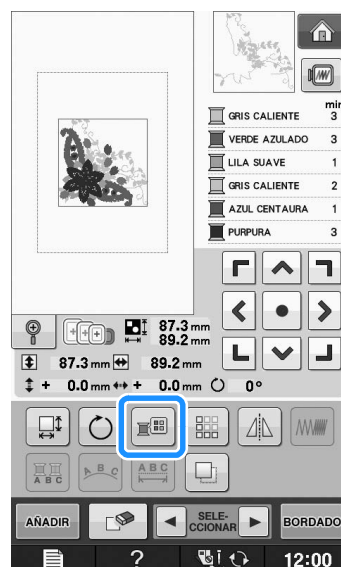 min
GRIS CALIENTE 3
VERDE AZULADO 3
LILA SUAVE 1
GRIS CALIENTE 2
AZUL CENTAURA 1
PURPURA 3
87.3 mm
89.2 mm
87.3 mm 89.2 mm
+ 0.0 mm + 0.0 mm 0°
A B C
A B C
A B C
AÑADIR SELE-
CCIONAR BORDADO
? 12:00